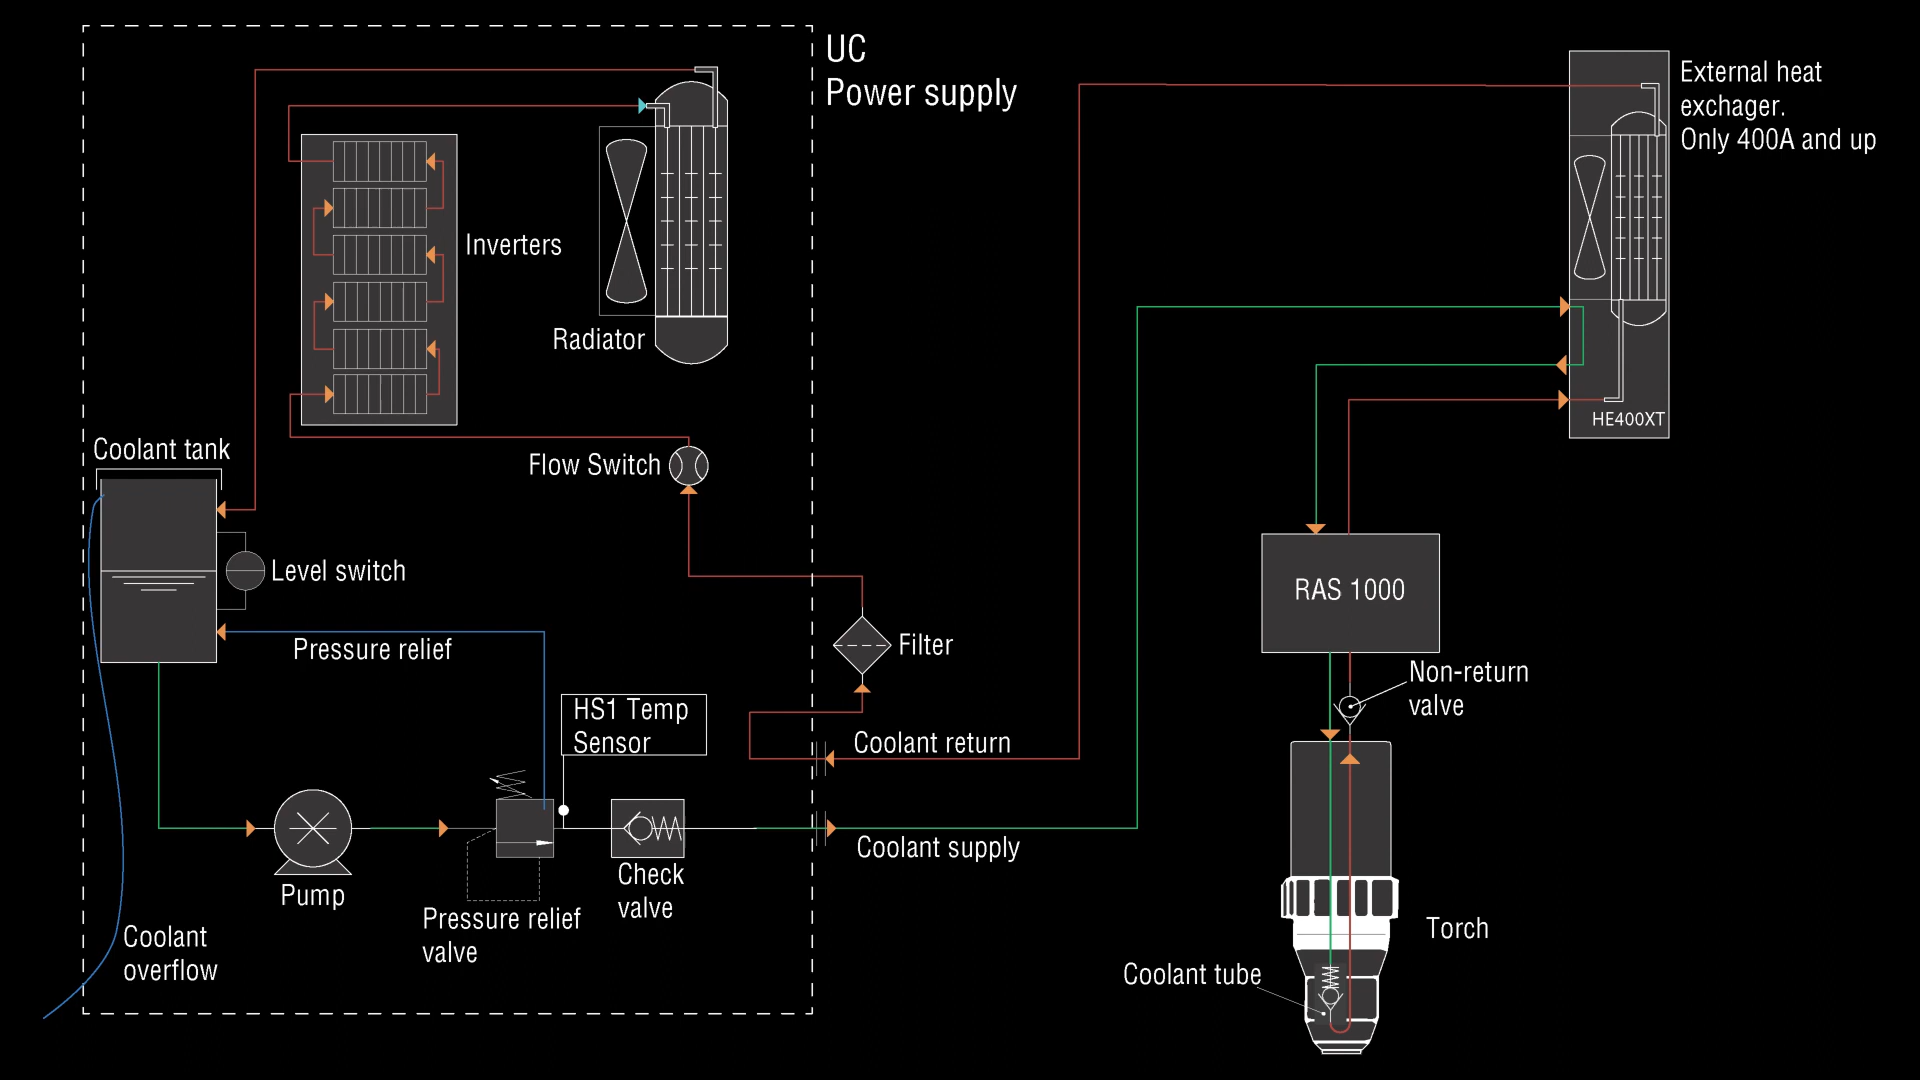 UC
Power supply
External heat
exchager.
Only 400A and up
Inverters
Radiator
HE400XT
Coolant tank
Flow Switch
Level switch
RAS 1000
Pressure relief
Filter
Non-return
valve
HS1 Temp
Sensor
Coolant return
Coolant supply
Check
valve
Pump
Pressure relief
valve
Torch
Coolant
overflow
Coolant tube